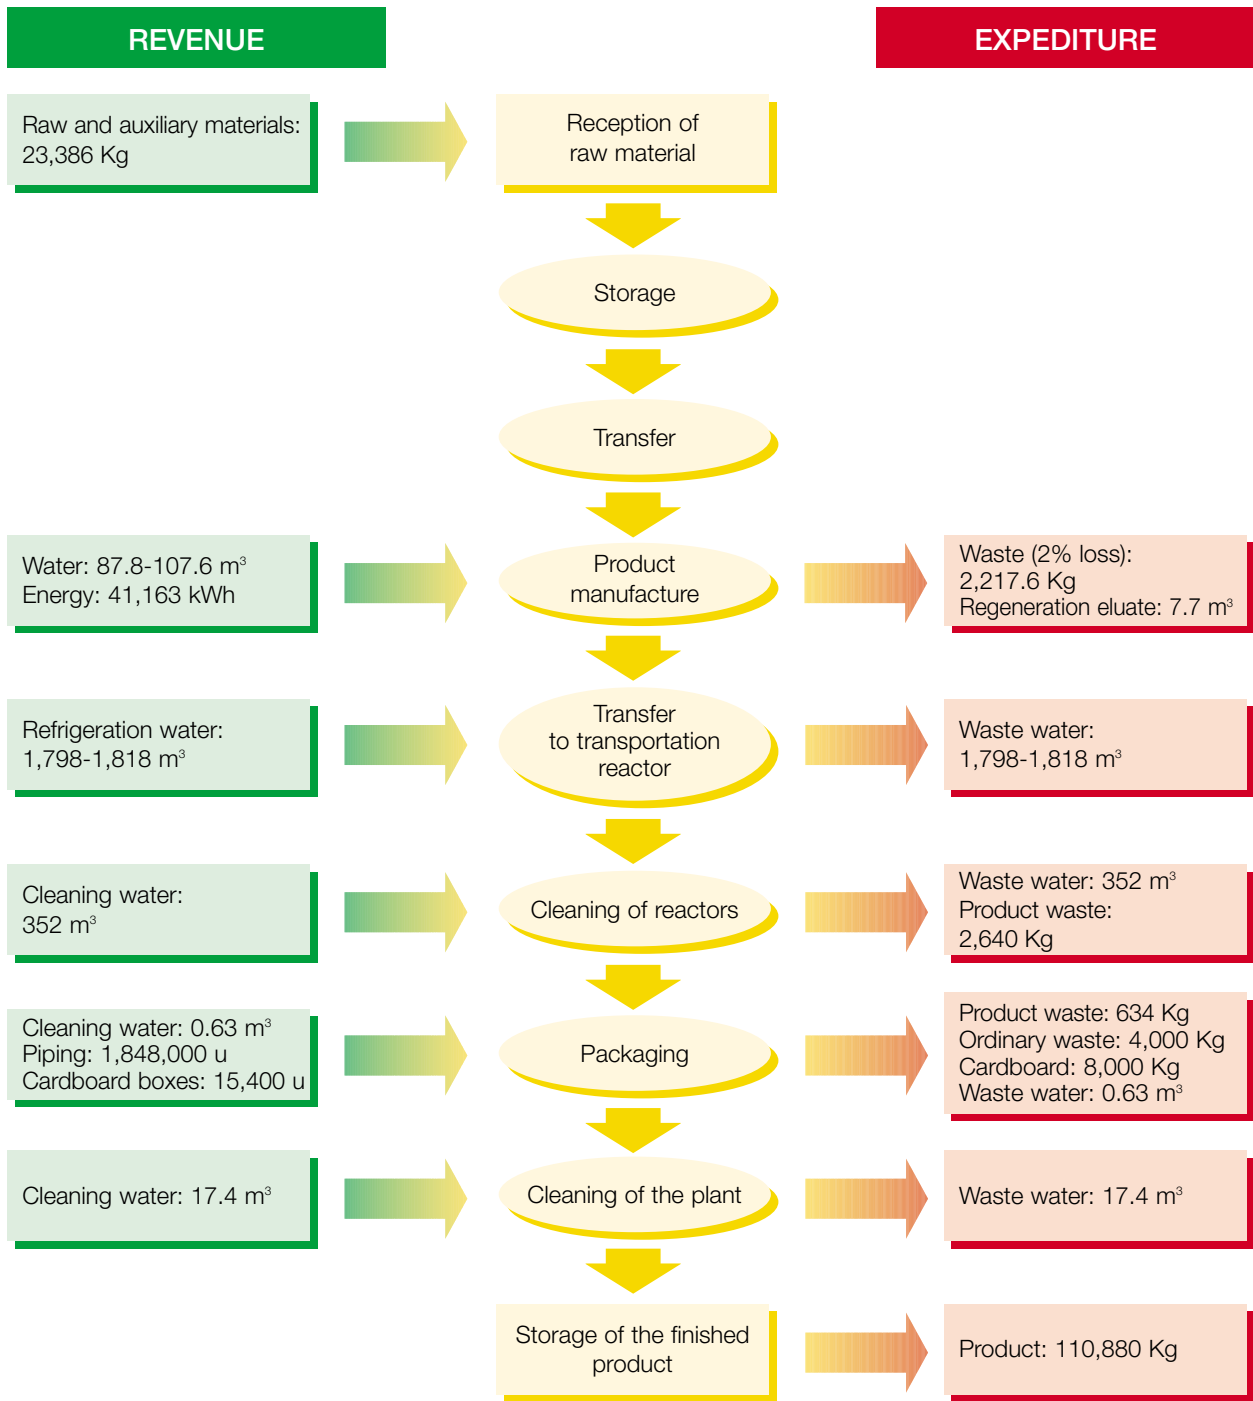 REVENUE
EXPEDITURE
Raw and auxiliary materials:
23,386 Kg
Reception of
raw material
Storage
Transfer
Water: 87.8-107.6 m³
Energy: 41,163 kWh
Product
manufacture
Waste (2% loss):
2,217.6 Kg
Regeneration eluate: 7.7 m³
Refrigeration water:
1,798-1,818 m³
Transfer
to transportation
reactor
Waste water:
1,798-1,818 m³
Cleaning water:
352 m³
Cleaning of reactors
Waste water: 352 m³
Product waste:
2,640 Kg
Cleaning water: 0.63 m³
Piping: 1,848,000 u
Cardboard boxes: 15,400 u
Packaging
Product waste: 634 Kg
Ordinary waste: 4,000 Kg
Cardboard: 8,000 Kg
Waste water: 0.63 m³
Cleaning water: 17.4 m³
Cleaning of the plant
Waste water: 17.4 m³
Storage of the finished
product
Product: 110,880 Kg